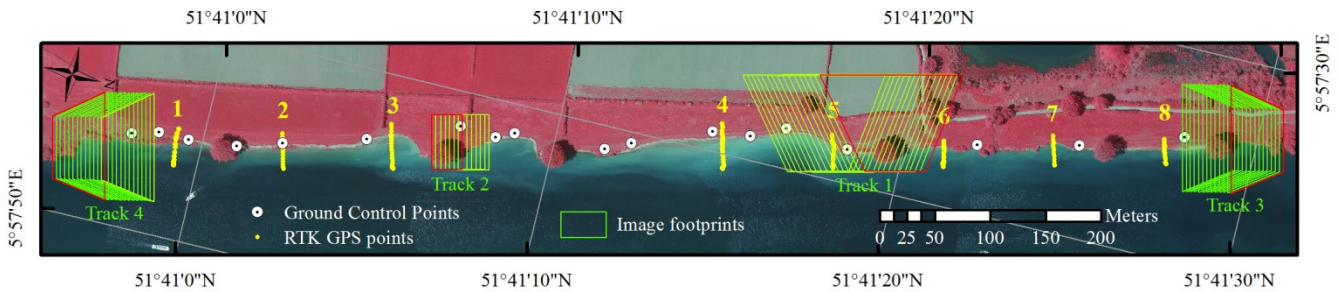 51°41'0"N 51°41'10"N 51°41'20"N
5°57'30"E
N
1 2 3 4 5 6 7 8
Track 2
Track 1
Track 4
Track 3
5°57'50"E
Ground Control Points
RTK GPS points
Image footprints
Meters
0 25 50 100 150 200
51°41'0"N 51°41'10"N 51°41'20"N 51°41'30"N